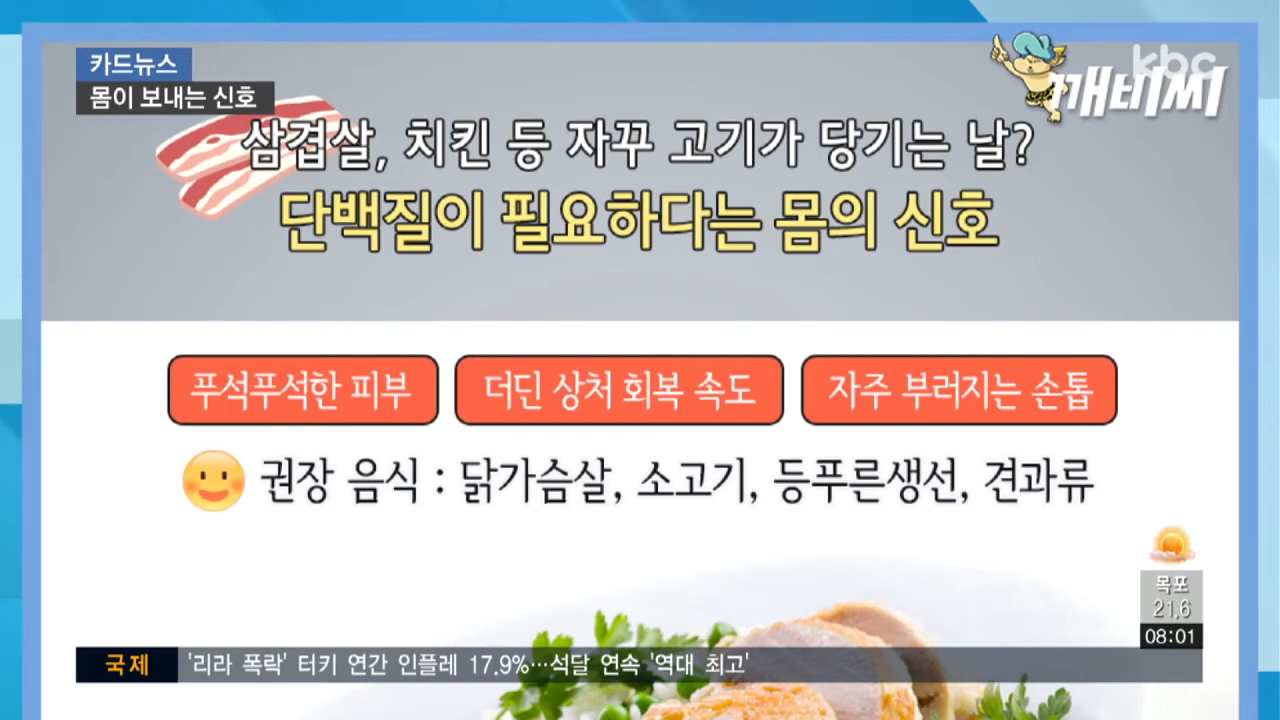 카드뉴스
몸이 보내는 신호
kbc
깨비씨
삼겹살, 치킨 등 자꾸 고기가 당기는 날?
단백질이 필요하다는 몸의 신호
푸석푸석한 피부
더딘 상처 회복 속도
자주 부러지는 손톱
권장 음식 : 닭가슴살, 소고기, 등푸른생선, 견과류
목포
21.6
08:01
국제 '리라 폭락' 터키 연간 인플레 17.9%…석달 연속 '역대 최고'